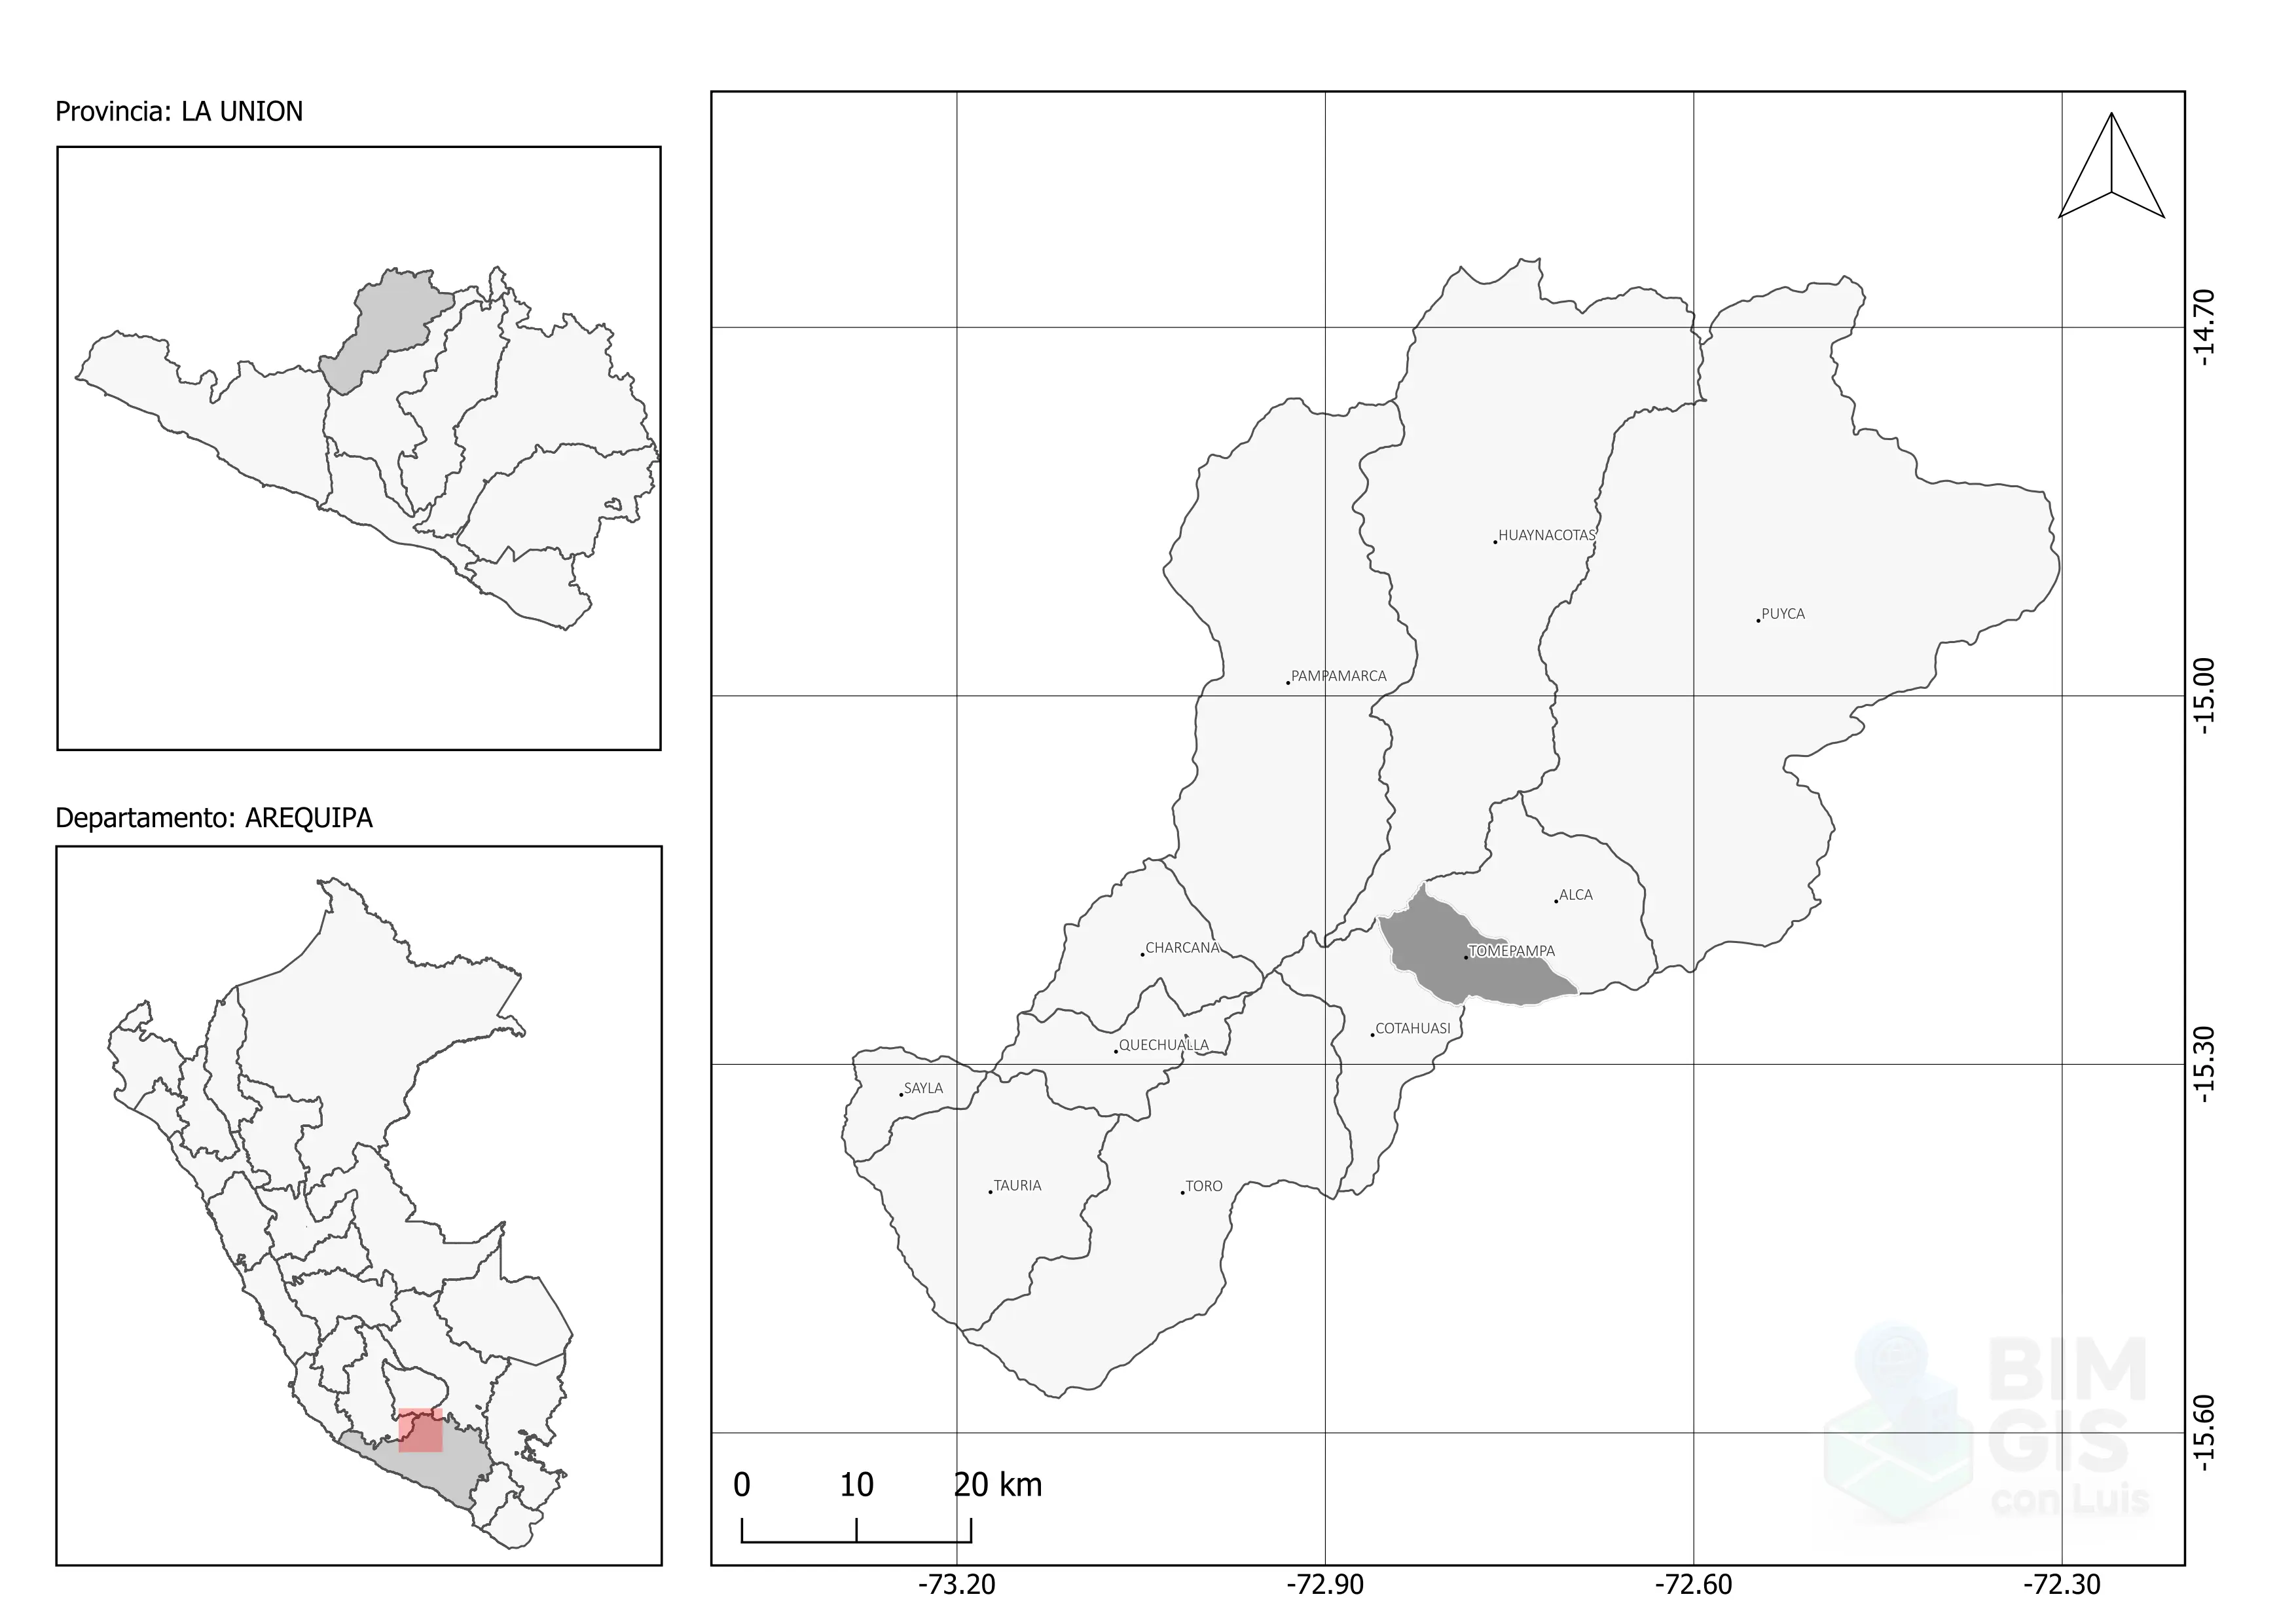 Provincia: LA UNION
Departamento: AREQUIPA
HUAYNACOTAS
PUYCA
PAMPAMARCA
ALCA
CHARCANA
TOMEPAMPA
COTAHUASI
QUECHUALLA
SAYLA
TAURIA
TORO
-14.70
-15.00
-15.30
-15.60
0 10 20 km
-73.20 -72.90 -72.60 -72.30
BIM
GIS
con Luis